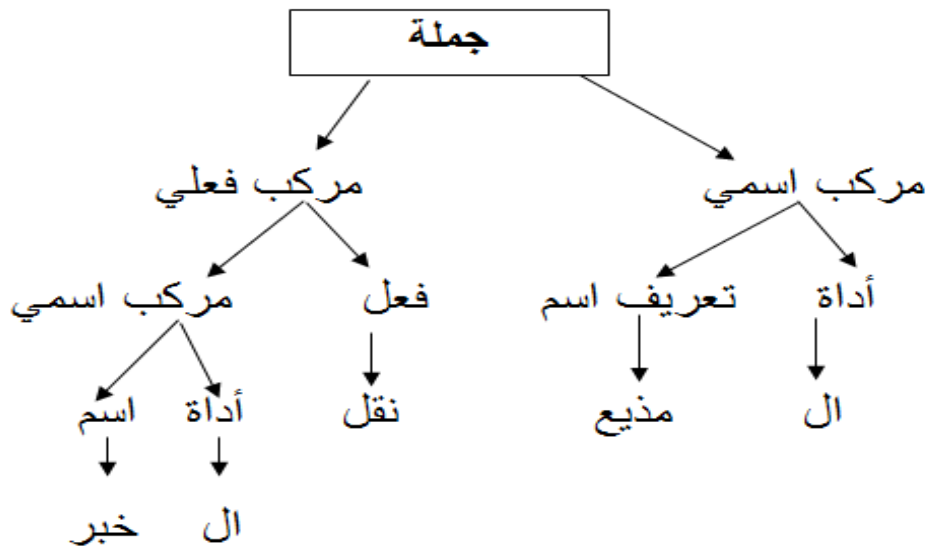 جملة
مركب اسمي مركب فعلي
أداة تعريف اسم فعل مركب اسمي
ال مذيع نقل أداة اسم
ال خبر